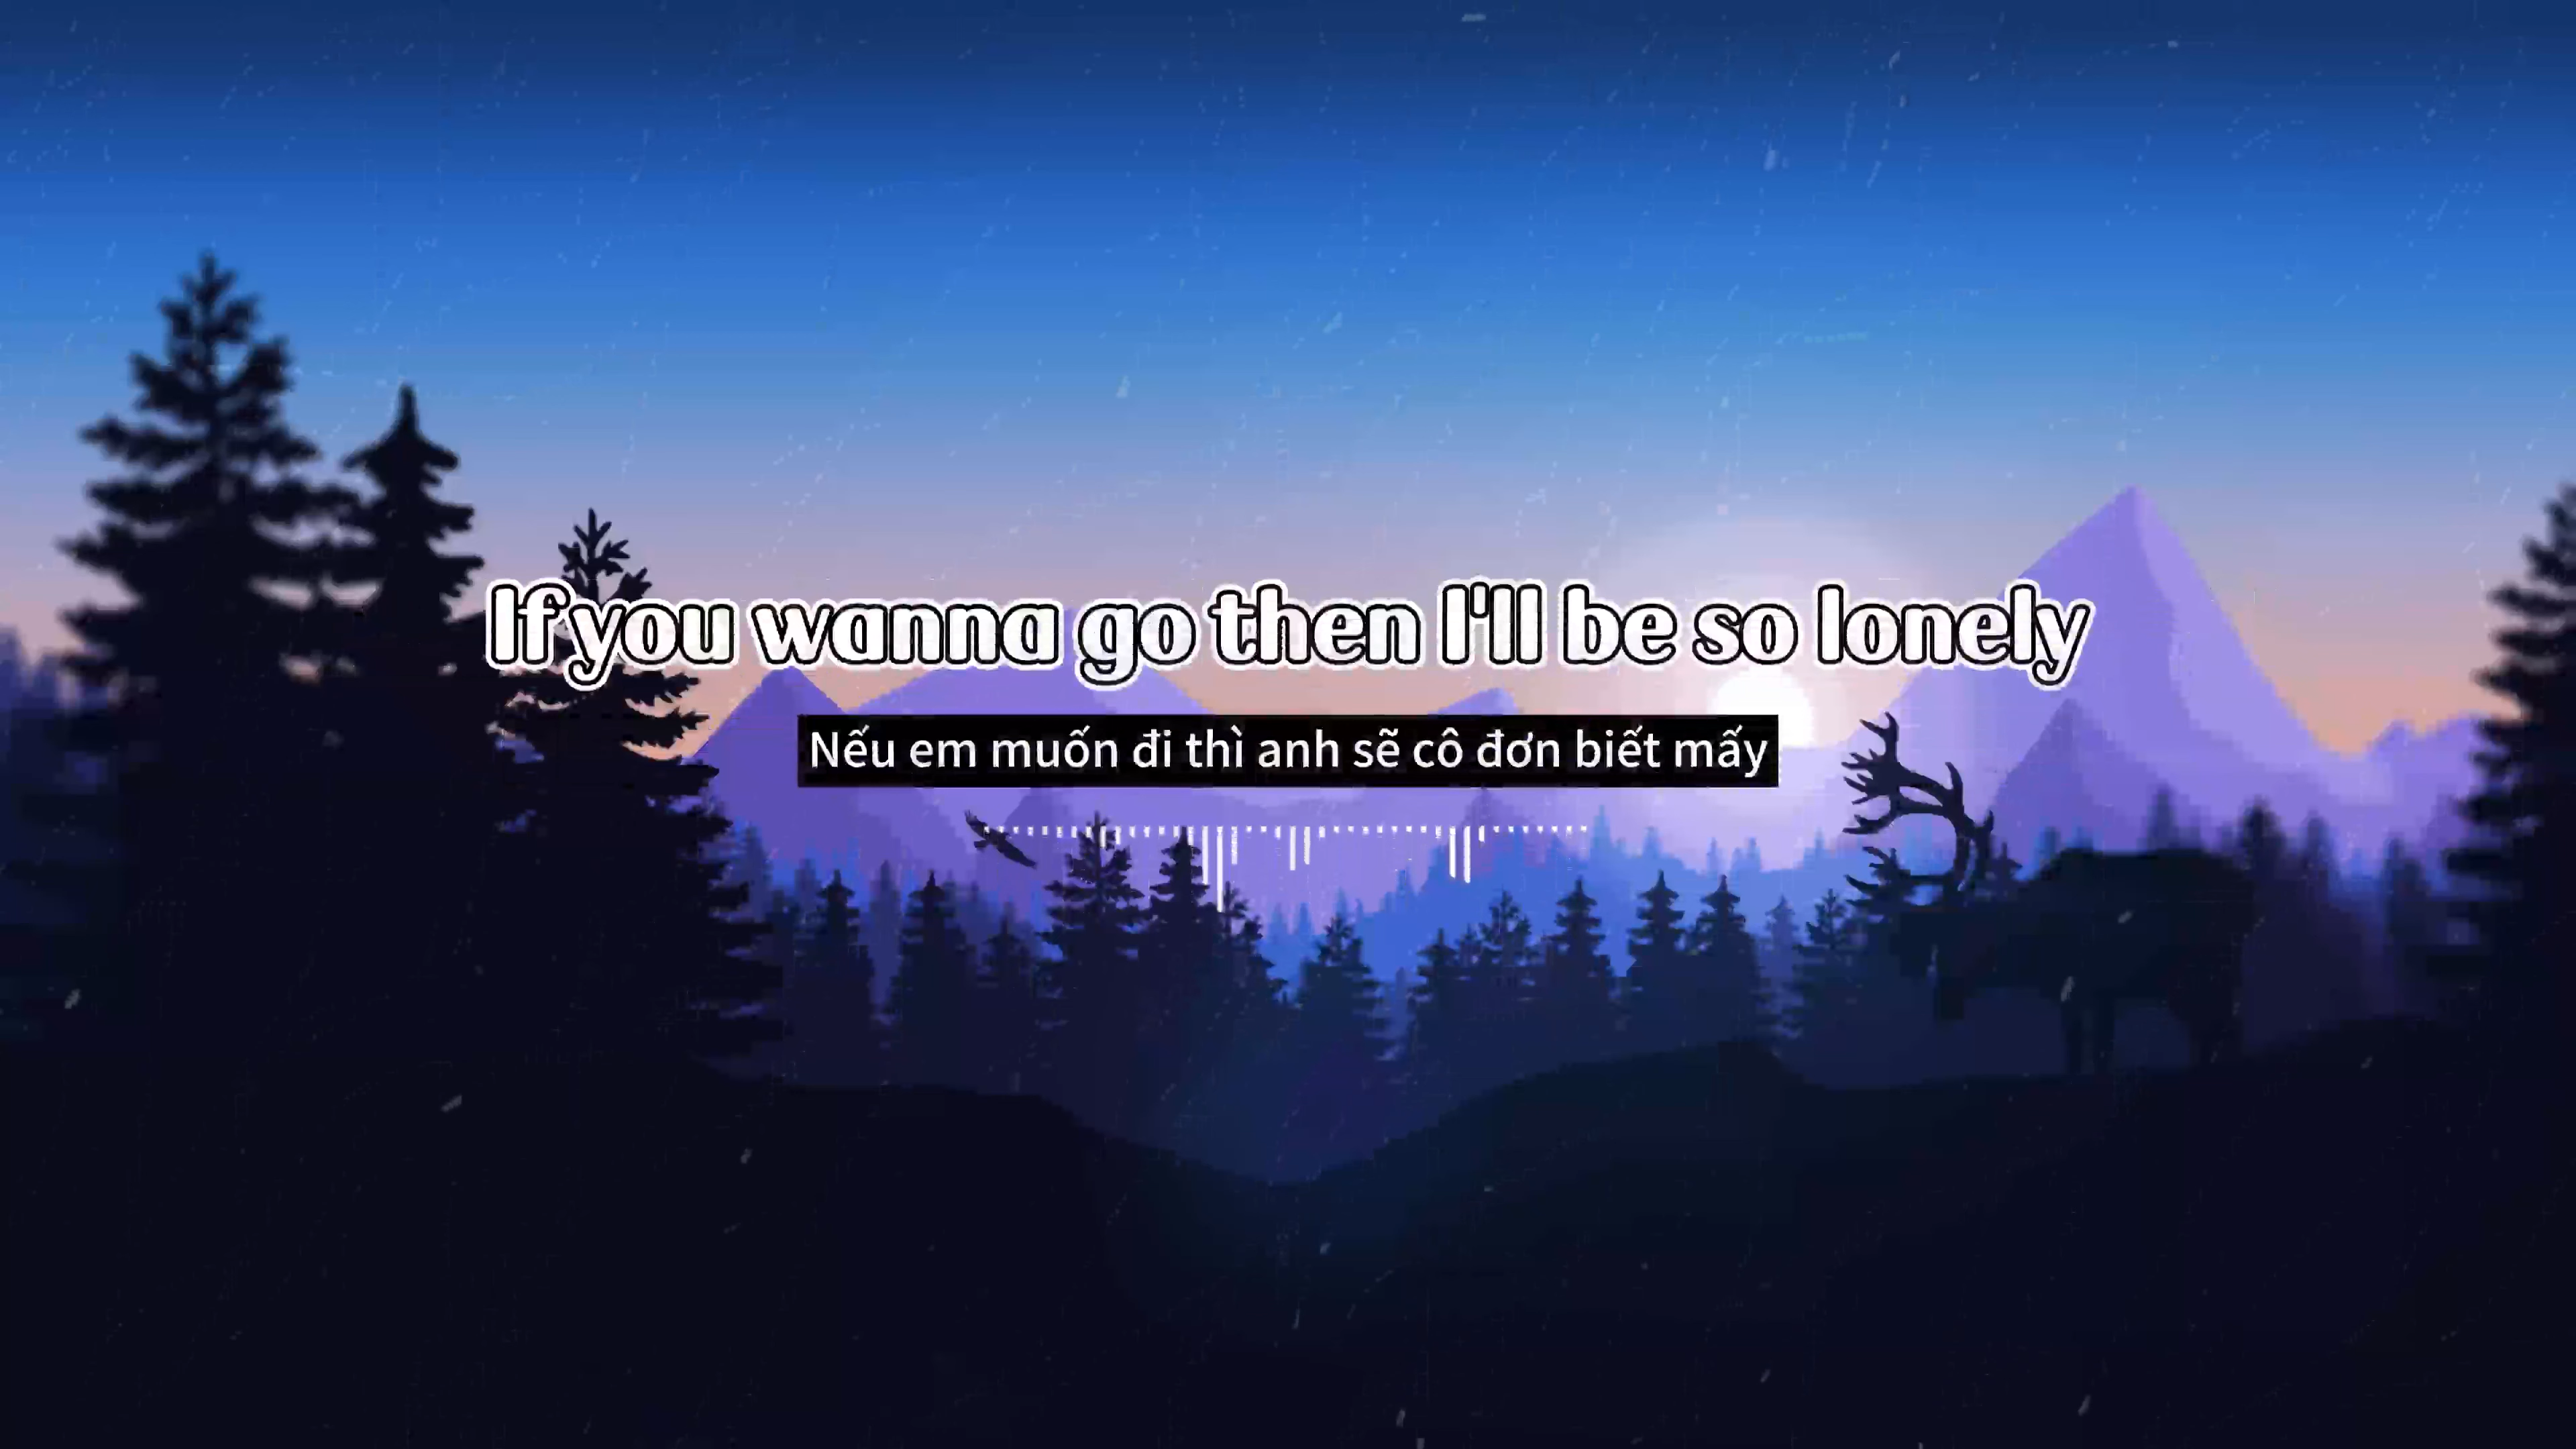 If you wanna go then I'll be so lonely
Nếu em muốn đi thì anh sẽ cô đơn biết mấy